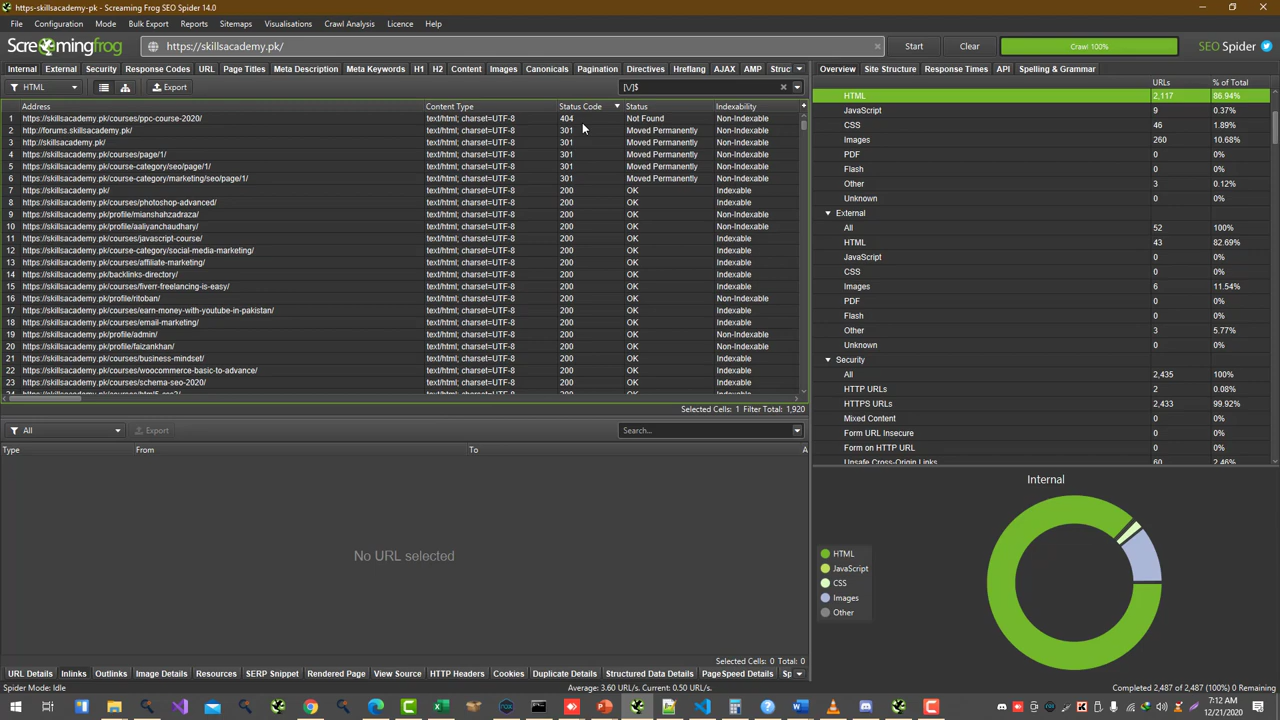 https-skillsacademy-pk - Screaming Frog SEO Spider 14.0
File Configuration Mode Bulk Export Reports Sitemaps Visualisations Crawl Analysis Licence Help
Screamingfrog https://skillsacademy.pk/ Start Clear Crawl 100% SEO Spider
Internal External Security Response Codes URL Page Titles Meta Description Meta Keywords H1 H2 Content Images Canonicals Pagination Directives Hreflang AJAX AMP Struc
Overview Site Structure Response Times API Spelling & Grammar
HTML Export [\/]$
URLs % of Total
Address Content Type Status Code Status Indexability
1 https://skillsacademy.pk/courses/ppc-course-2020/ text/html; charset=UTF-8 404 Not Found Non-Indexable
2 http://forums.skillsacademy.pk/ text/html; charset=UTF-8 301 Moved Permanently Non-Indexable
3 http://skillsacademy.pk/ text/html; charset=UTF-8 301 Moved Permanently Non-Indexable
4 https://skillsacademy.pk/courses/page/1/ text/html; charset=UTF-8 301 Moved Permanently Non-Indexable
5 https://skillsacademy.pk/course-category/seo/page/1/ text/html; charset=UTF-8 301 Moved Permanently Non-Indexable
6 https://skillsacademy.pk/course-category/marketing/seo/page/1/ text/html; charset=UTF-8 301 Moved Permanently Non-Indexable
7 https://skillsacademy.pk/ text/html; charset=UTF-8 200 OK Indexable
8 https://skillsacademy.pk/courses/photoshop-advanced/ text/html; charset=UTF-8 200 OK Indexable
9 https://skillsacademy.pk/profile/mianshahzadraza/ text/html; charset=UTF-8 200 OK Non-Indexable
10 https://skillsacademy.pk/profile/aaliyanchaudhary/ text/html; charset=UTF-8 200 OK Non-Indexable
11 https://skillsacademy.pk/courses/javascript-course/ text/html; charset=UTF-8 200 OK Indexable
12 https://skillsacademy.pk/course-category/social-media-marketing/ text/html; charset=UTF-8 200 OK Indexable
13 https://skillsacademy.pk/courses/affiliate-marketing/ text/html; charset=UTF-8 200 OK Indexable
14 https://skillsacademy.pk/backlinks-directory/ text/html; charset=UTF-8 200 OK Indexable
15 https://skillsacademy.pk/courses/fiverr-freelancing-is-easy/ text/html; charset=UTF-8 200 OK Indexable
16 https://skillsacademy.pk/profile/ritoban/ text/html; charset=UTF-8 200 OK Non-Indexable
17 https://skillsacademy.pk/courses/earn-money-with-youtube-in-pakistan/ text/html; charset=UTF-8 200 OK Indexable
18 https://skillsacademy.pk/courses/email-marketing/ text/html; charset=UTF-8 200 OK Indexable
19 https://skillsacademy.pk/profile/admin/ text/html; charset=UTF-8 200 OK Non-Indexable
20 https://skillsacademy.pk/profile/faizankhan/ text/html; charset=UTF-8 200 OK Non-Indexable
21 https://skillsacademy.pk/courses/business-mindset/ text/html; charset=UTF-8 200 OK Indexable
22 https://skillsacademy.pk/courses/woocommerce-basic-to-advance/ text/html; charset=UTF-8 200 OK Indexable
23 https://skillsacademy.pk/courses/schema-seo-2020/ text/html; charset=UTF-8 200 OK Indexable
Selected Cells: 1 Filter Total: 1,920
All Export Search...
Type From To A
No URL selected
Selected Cells: 0 Total: 0
URL Details Inlinks Outlinks Image Details Resources SERP Snippet Rendered Page View Source HTTP Headers Cookies Duplicate Details Structured Data Details PageSpeed Details Sp
HTML 2,117 86.94%
JavaScript 9 0.37%
CSS 46 1.89%
Images 260 10.68%
PDF 0 0%
Flash 0 0%
Other 3 0.12%
Unknown 0 0%
External
All 52 100%
HTML 43 82.69%
JavaScript 0 0%
CSS 0 0%
Images 6 11.54%
PDF 0 0%
Flash 0 0%
Other 3 5.77%
Unknown 0 0%
Security
All 2,435 100%
HTTP URLs 2 0.08%
HTTPS URLs 2,433 99.92%
Mixed Content 0 0%
Form URL Insecure 0 0%
Form on HTTP URL 0 0%
Unsafe Cross-Origin Links 60 2.46%
Internal
HTML
JavaScript
CSS
Images
Other
Spider Mode: Idle Average: 3.60 URL/s. Current: 0.50 URL/s. Completed 2,487 of 2,487 (100%) 0 Remaining
7:12 AM
12/21/2020